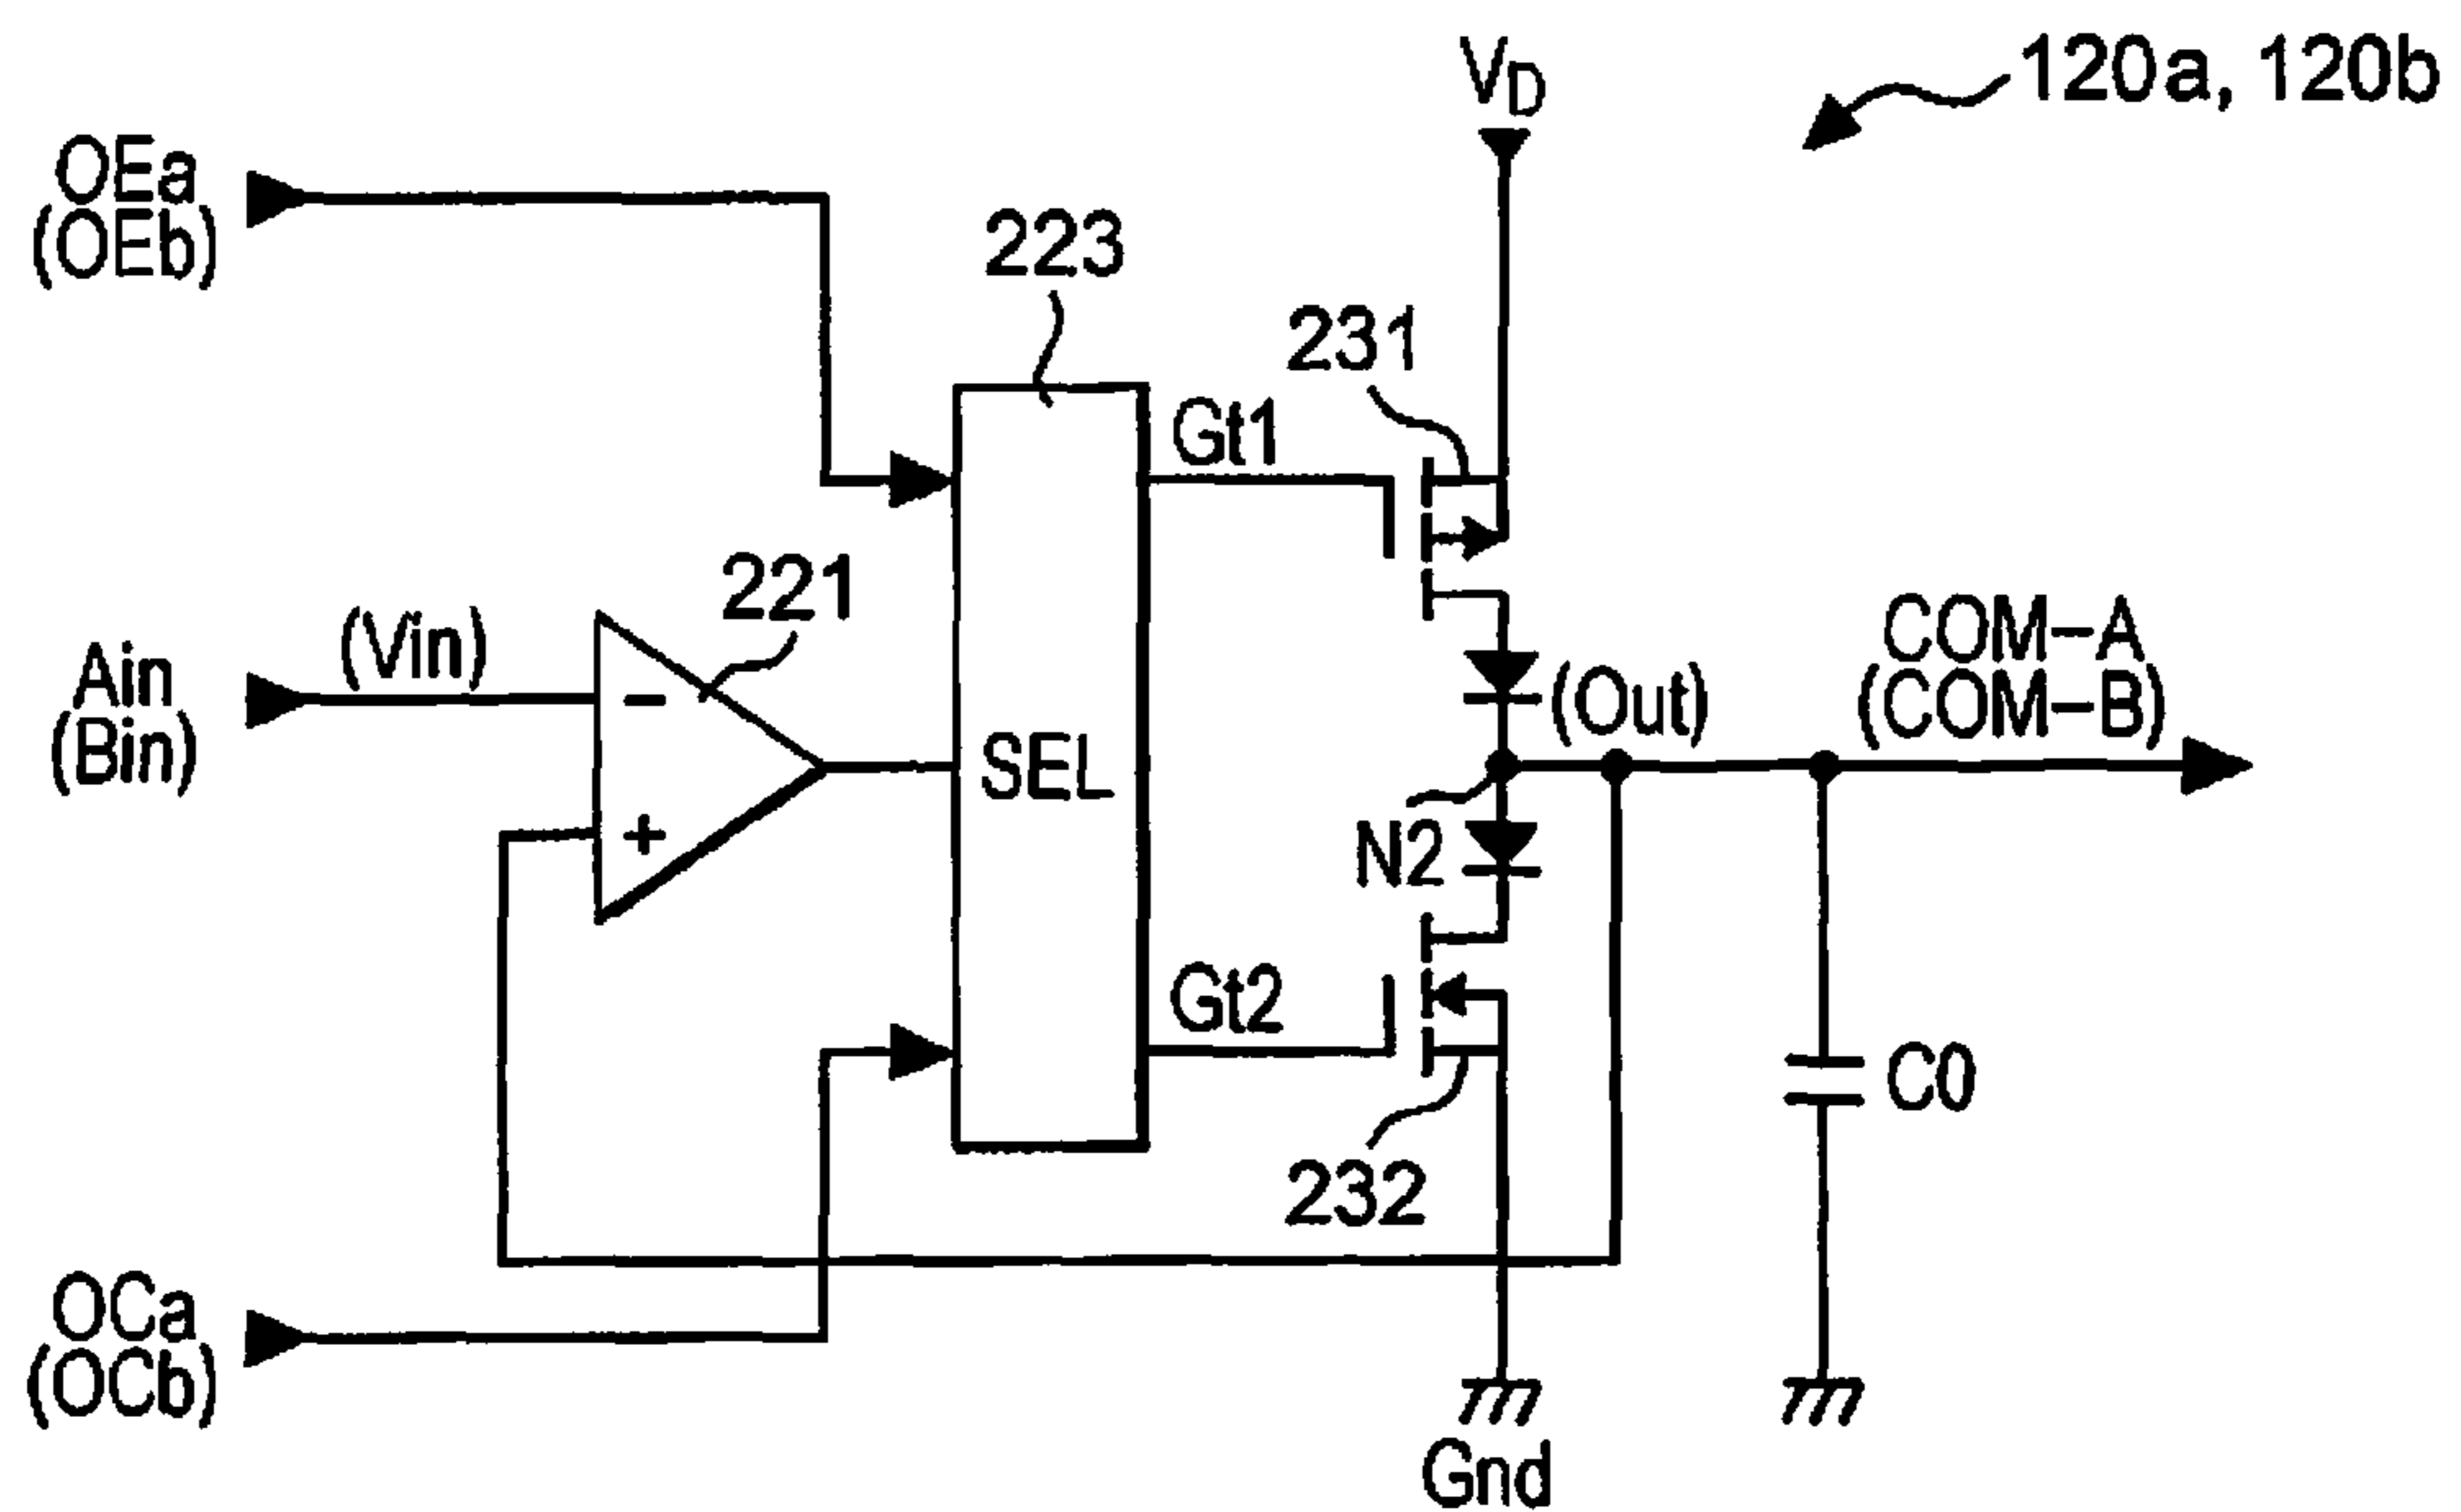 120a, 120b
VD
OEa
(OEb)
223
231
Gt1
221
(Vin)
Ain
(Bin)
-
+
SEL
(Out)
COM-A
(COM-B)
N2
Gt2
C0
232
OCa
(OCb)
Gnd